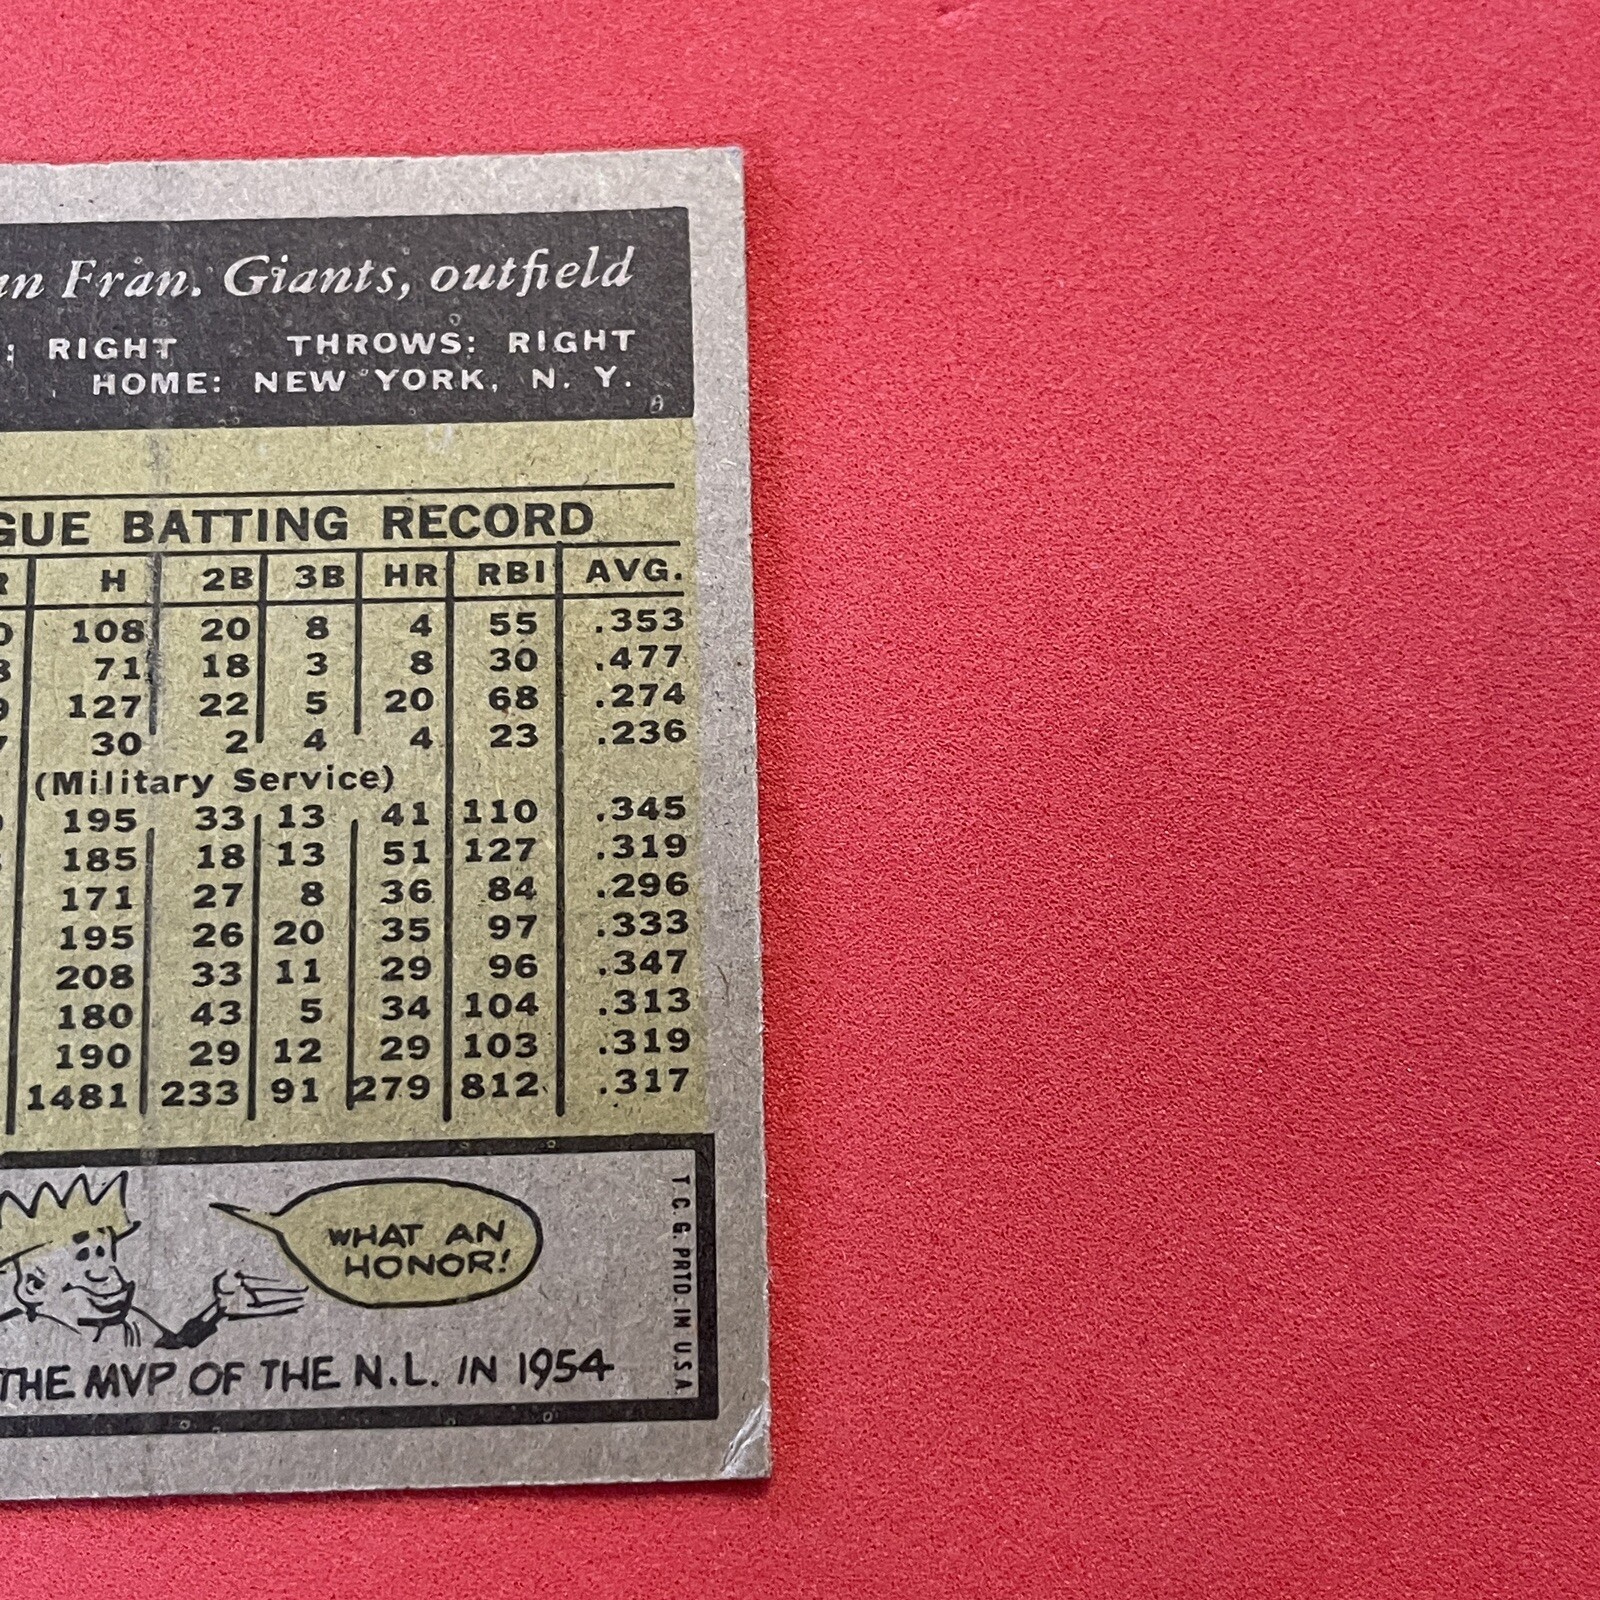 Fran. Giants, outfield
RIGHT THROWS: RIGHT
HOME: NEW YORK, N. Y.
BATTING RECORD
H 2B 3B HR RBI AVG.
108 20 8 4 55 .353
71 18 3 8 30 .477
127 22 5 20 68 .274
30 2 4 4 23 .236
(Military Service)
195 33 13 41 110 .345
185 18 13 51 127 .319
171 27 8 36 84 .296
195 26 20 35 97 .333
208 33 11 29 96 .347
180 43 5 34 104 .313
190 29 12 29 103 .319
1481 233 91 279 812 .317
WHAT AN
HONOR!
THE MVP OF THE N.L. IN 1954
T. C. G. PRTD. IN U.S.A.